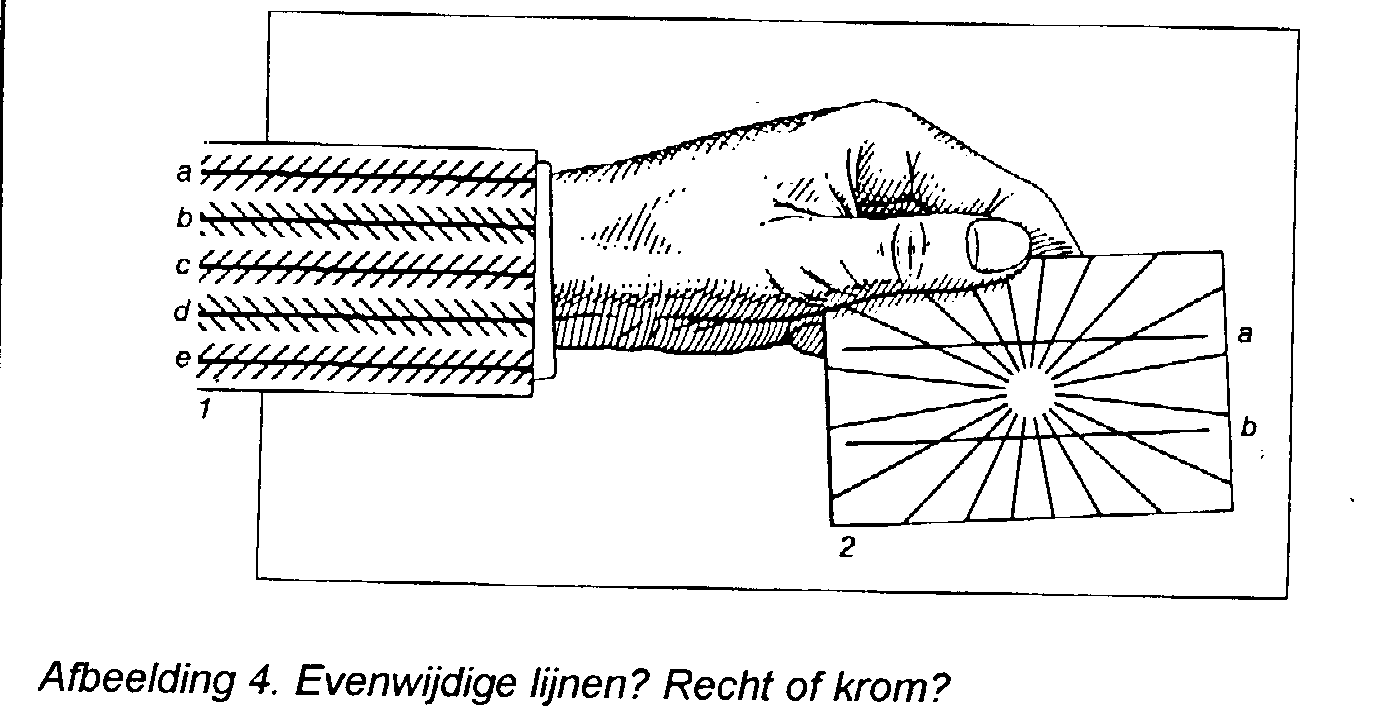 a
b
c
d
e
1
a
b
2
Afbeelding 4. Evenwijdige lijnen? Recht of krom?